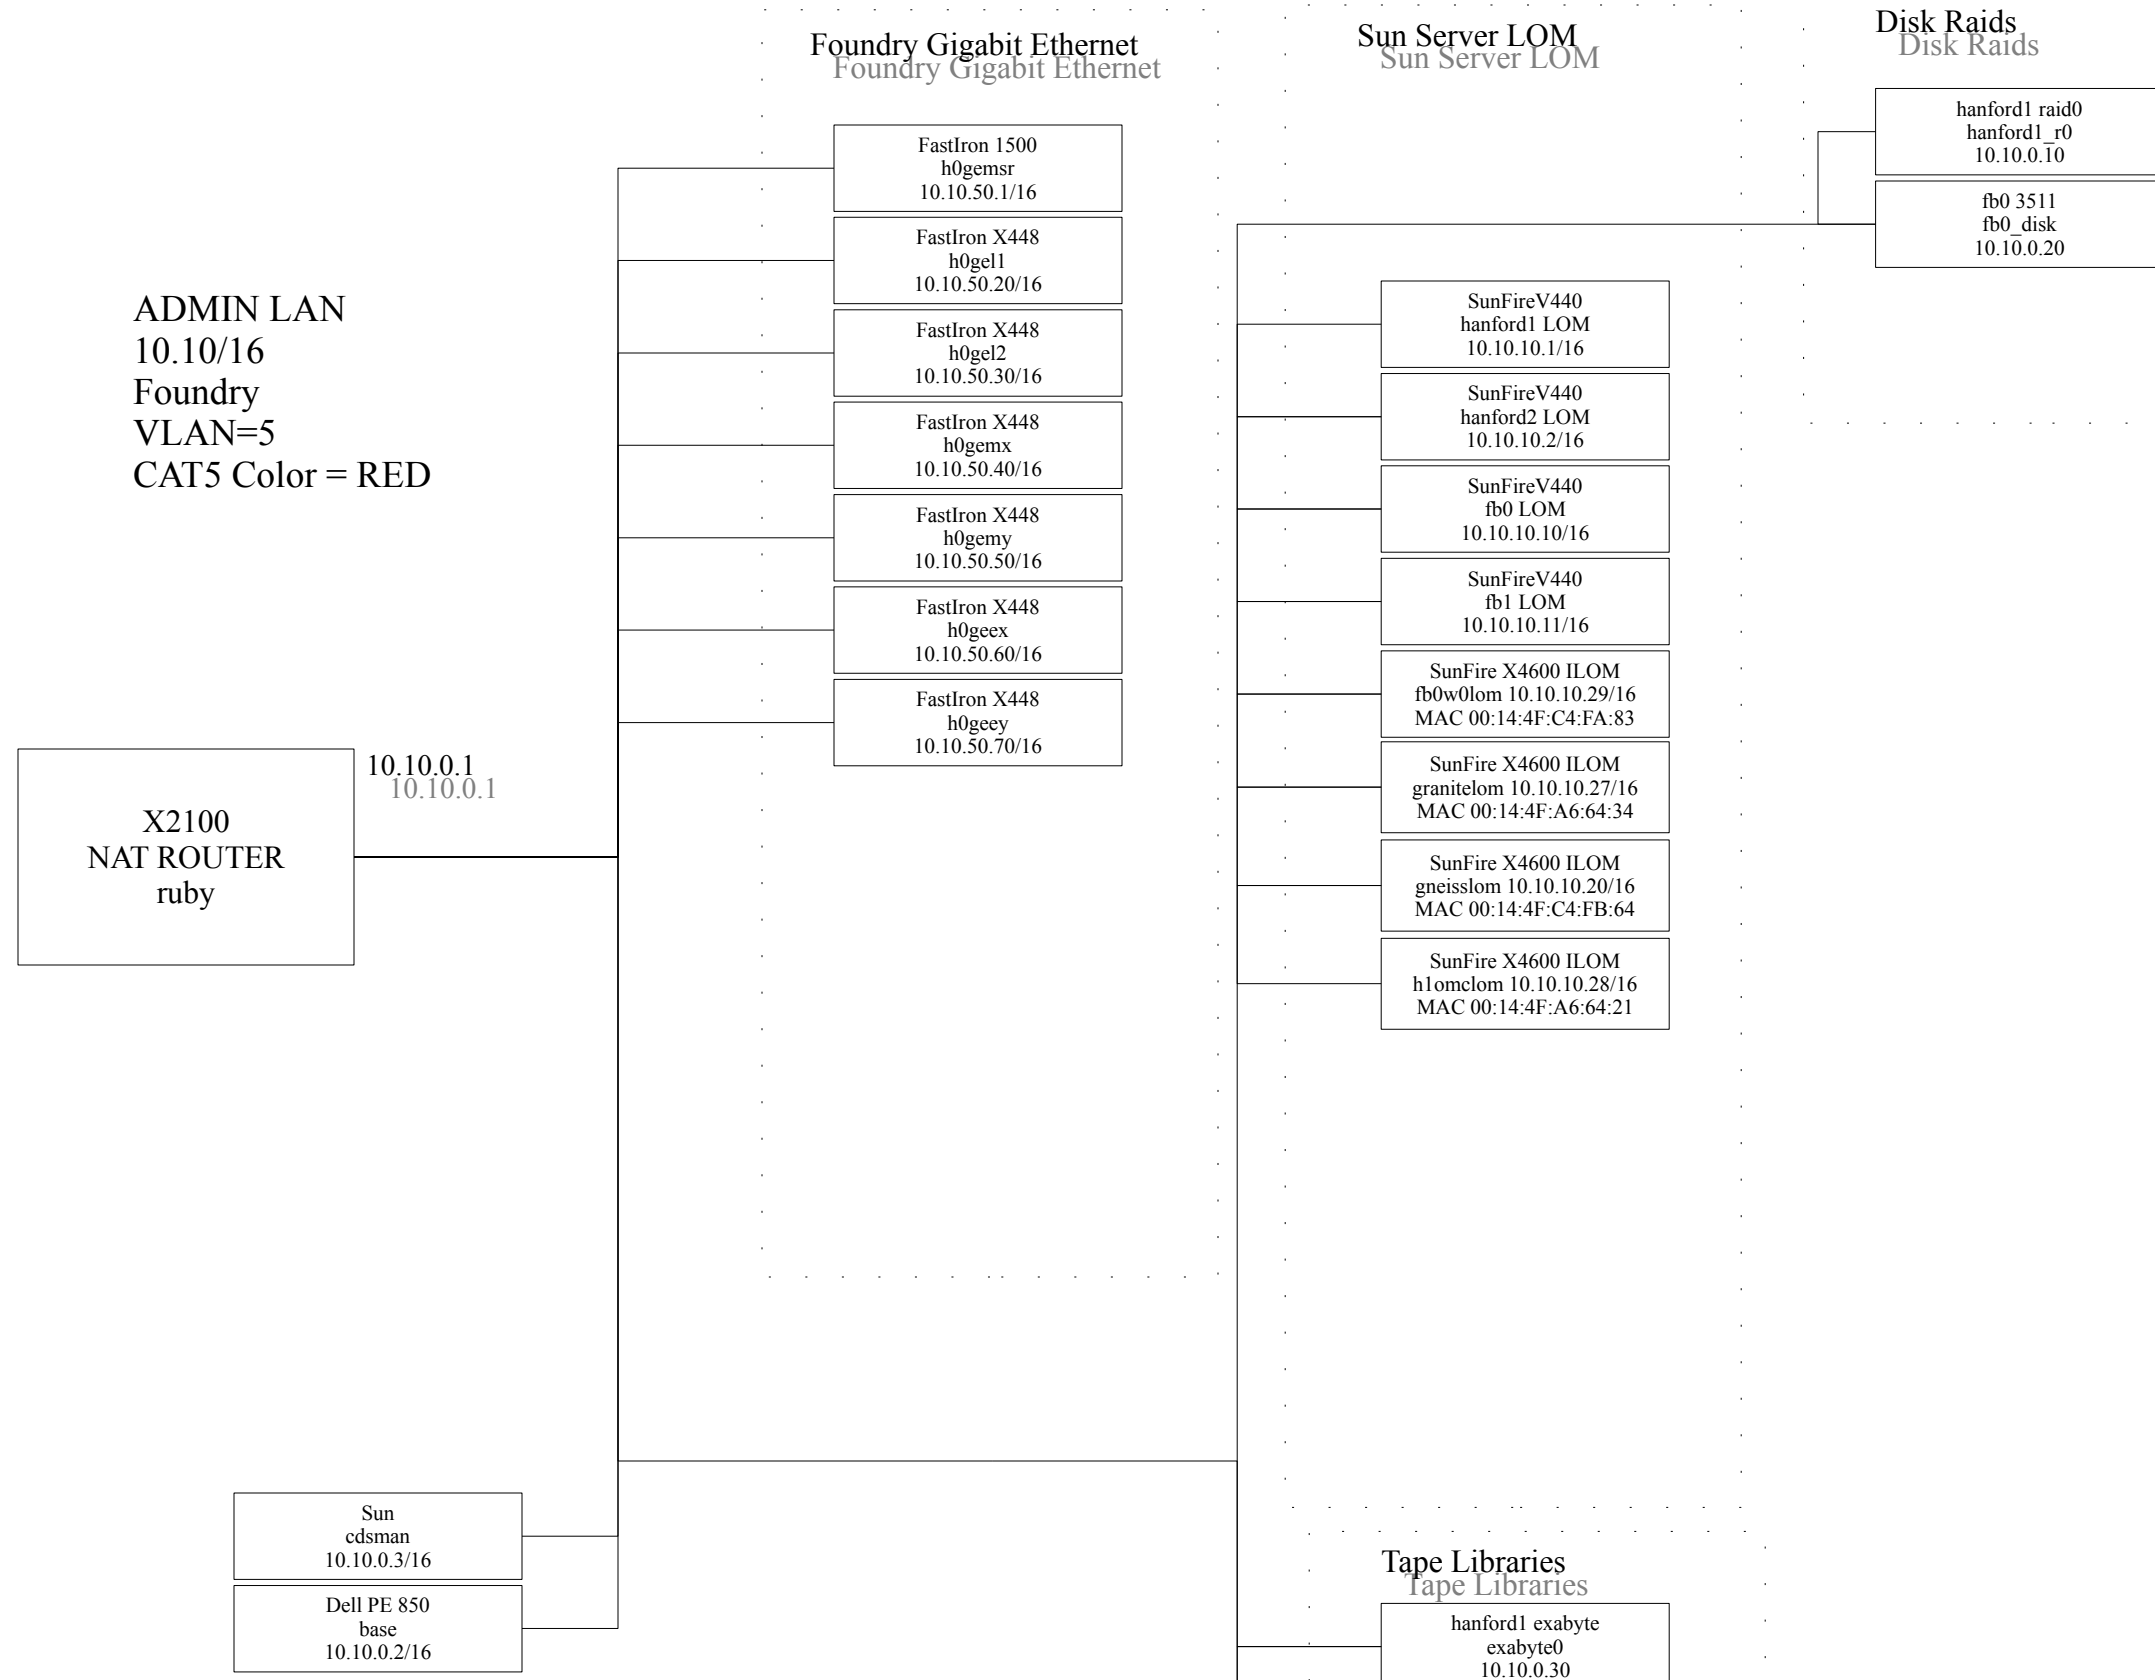 Foundry Gigabit Ethernet
Foundry Gigabit Ethernet
FastIron 1500
h0gemsr
10.10.50.1/16
FastIron X448
h0gel1
10.10.50.20/16
FastIron X448
h0gel2
10.10.50.30/16
FastIron X448
h0gemx
10.10.50.40/16
FastIron X448
h0gemy
10.10.50.50/16
FastIron X448
h0geex
10.10.50.60/16
FastIron X448
h0geey
10.10.50.70/16
Sun Server LOM
Sun Server LOM
SunFireV440
hanford1 LOM
10.10.10.1/16
SunFireV440
hanford2 LOM
10.10.10.2/16
SunFireV440
fb0 LOM
10.10.10.10/16
SunFireV440
fb1 LOM
10.10.10.11/16
SunFire X4600 ILOM
fb0w0lom 10.10.10.29/16
MAC 00:14:4F:C4:FA:83
SunFire X4600 ILOM
granitelom 10.10.10.27/16
MAC 00:14:4F:A6:64:34
SunFire X4600 ILOM
gneisslom 10.10.10.20/16
MAC 00:14:4F:C4:FB:64
SunFire X4600 ILOM
h1omclom 10.10.10.28/16
MAC 00:14:4F:A6:64:21
Disk Raids
Disk Raids
hanford1 raid0
hanford1_r0
10.10.0.10
fb0 3511
fb0_disk
10.10.0.20
ADMIN LAN
10.10/16
Foundry
VLAN=5
CAT5 Color = RED
10.10.0.1
10.10.0.1
X2100
NAT ROUTER
ruby
Sun
cdsman
10.10.0.3/16
Dell PE 850
base
10.10.0.2/16
Tape Libraries
Tape Libraries
hanford1 exabyte
exabyte0
10.10.0.30